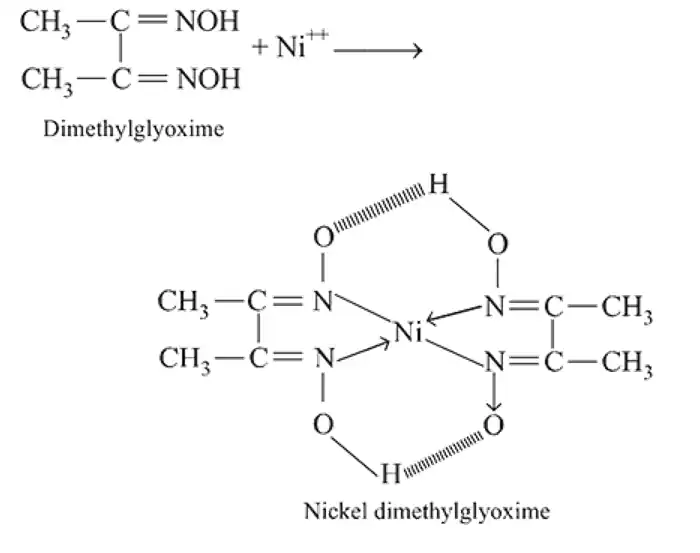 CH₃—C=NOH
+ Ni⁺⁺ ⟶
CH₃—C=NOH
Dimethylglyoxime
H
O O
CH₃—C=N N=C—CH₃
Ni
CH₃—C=N N=C—CH₃
O O
H
Nickel dimethylglyoxime